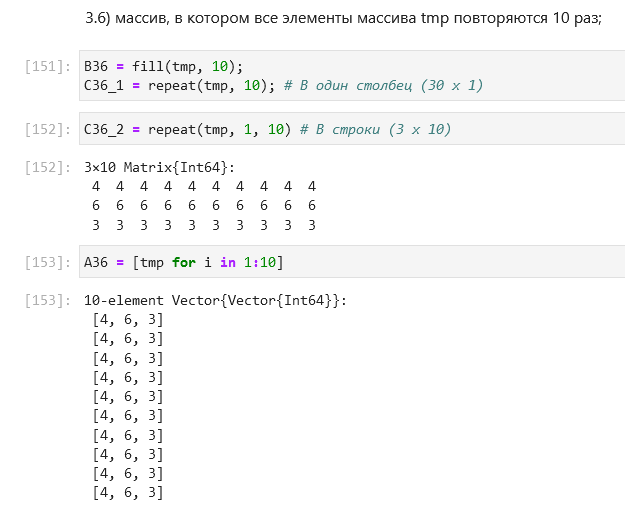 3.6) массив, в котором все элементы массива tmp повторяются 10 раз;
[151]: B36 = fill(tmp, 10);
C36_1 = repeat(tmp, 10); # В один столбец (30 x 1)
[152]: C36_2 = repeat(tmp, 1, 10) # В строки (3 x 10)
[152]: 3×10 Matrix{Int64}:
4 4 4 4 4 4 4 4 4 4
6 6 6 6 6 6 6 6 6 6
3 3 3 3 3 3 3 3 3 3
[153]: A36 = [tmp for i in 1:10]
[153]: 10-element Vector{Vector{Int64}}:
[4, 6, 3]
[4, 6, 3]
[4, 6, 3]
[4, 6, 3]
[4, 6, 3]
[4, 6, 3]
[4, 6, 3]
[4, 6, 3]
[4, 6, 3]
[4, 6, 3]